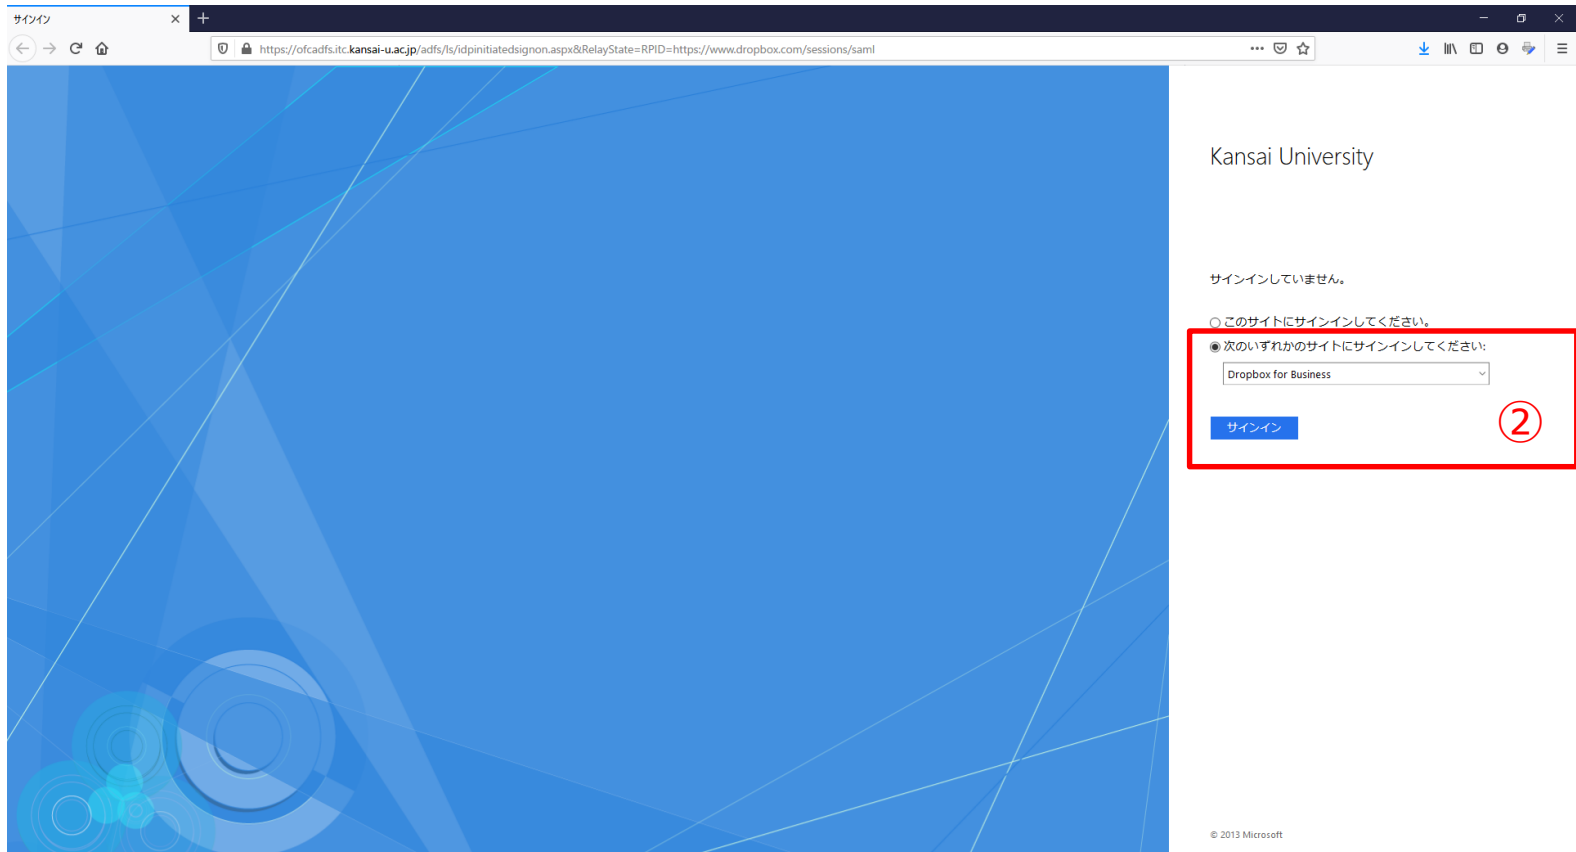 サインイン
https://ofcadfs.itc.kansai-u.ac.jp/adfs/ls/idpinitiatedsignon.aspx&RelayState=RPID=https://www.dropbox.com/sessions/saml
Kansai University
サインインしていません。
このサイトにサインインしてください。
次のいずれかのサイトにサインインしてください:
Dropbox for Business
サインイン
②
© 2013 Microsoft